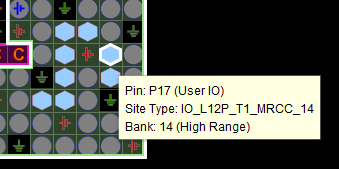 C C
Pin: P17 (User IO)
Site Type: IO_L12P_T1_MRCC_14
Bank: 14 (High Range)